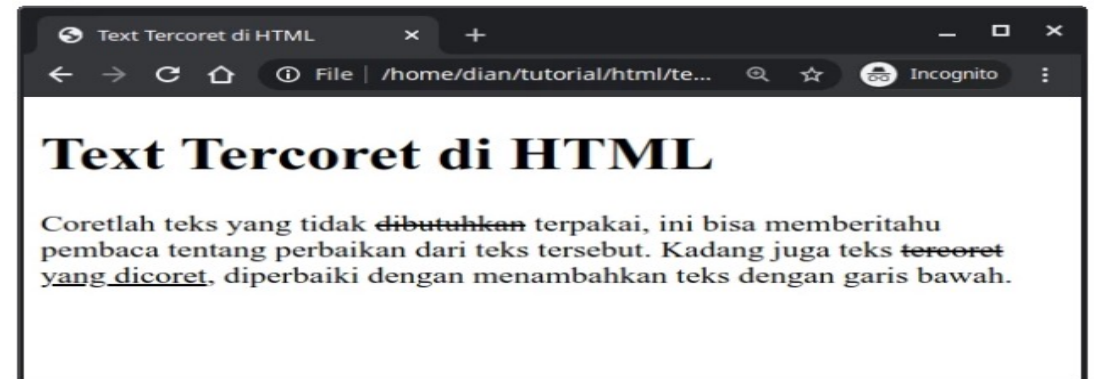 Text Tercoret di HTML
File | /home/dian/tutorial/html/te...
Incognito
Text Tercoret di HTML
Coretlah teks yang tidak dibutuhkan terpakai, ini bisa memberitahu
pembaca tentang perbaikan dari teks tersebut. Kadang juga teks tercoret
yang dicoret, diperbaiki dengan menambahkan teks dengan garis bawah.